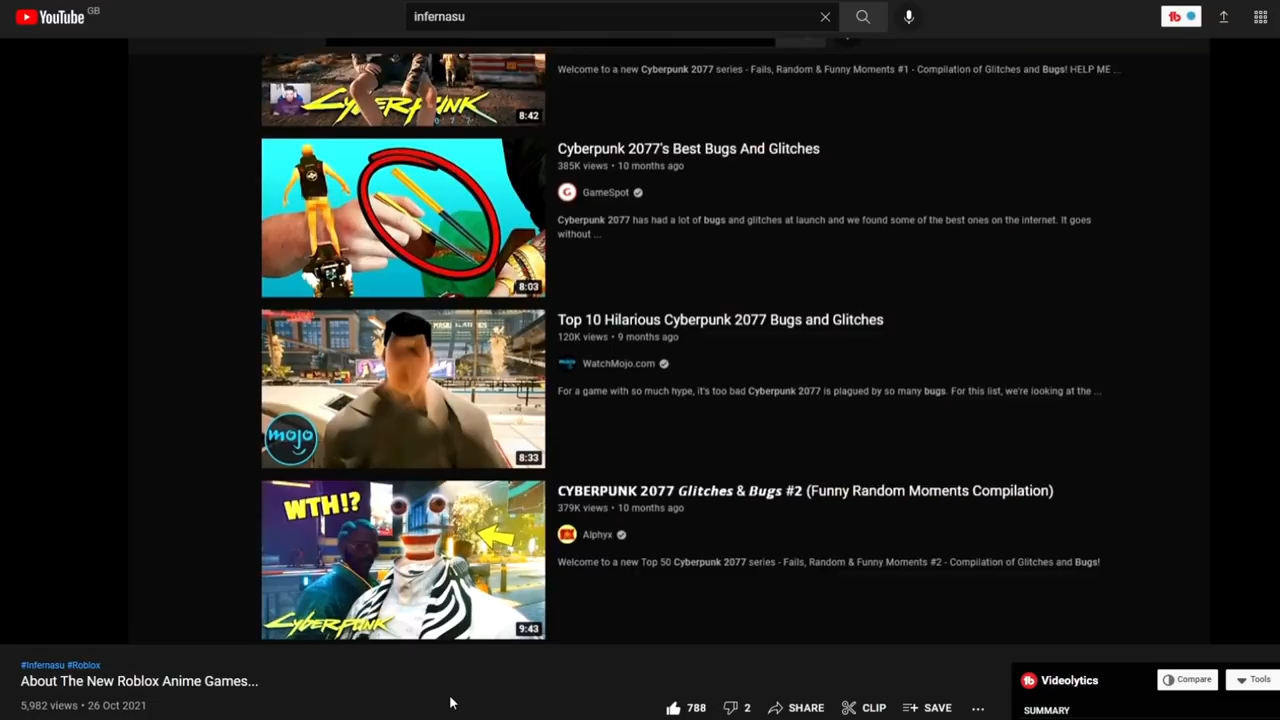 YouTube GB
infernasu
CYBERPUNK
2077
8:42
Welcome to a new Cyberpunk 2077 series - Fails, Random & Funny Moments #1 - Compilation of Glitches and Bugs! HELP ME ...
8:03
Cyberpunk 2077's Best Bugs And Glitches
385K views • 10 months ago
G GameSpot
Cyberpunk 2077 has had a lot of bugs and glitches at launch and we found some of the best ones on the internet. It goes
without ...
mojo
8:33
Top 10 Hilarious Cyberpunk 2077 Bugs and Glitches
120K views • 9 months ago
WatchMojo.com
For a game with so much hype, it's too bad Cyberpunk 2077 is plagued by so many bugs. For this list, we're looking at the ...
WTH!?
CYBERPUNK
9:43
CYBERPUNK 2077 Glitches & Bugs #2 (Funny Random Moments Compilation)
379K views • 10 months ago
Alphyx
Welcome to a new Top 50 Cyberpunk 2077 series - Fails, Random & Funny Moments #2 - Compilation of Glitches and Bugs!
#Infernasu #Roblox
About The New Roblox Anime Games...
5,982 views • 26 Oct 2021
788
2
SHARE
CLIP
SAVE
...
Videolytics
Compare
Tools
SUMMARY